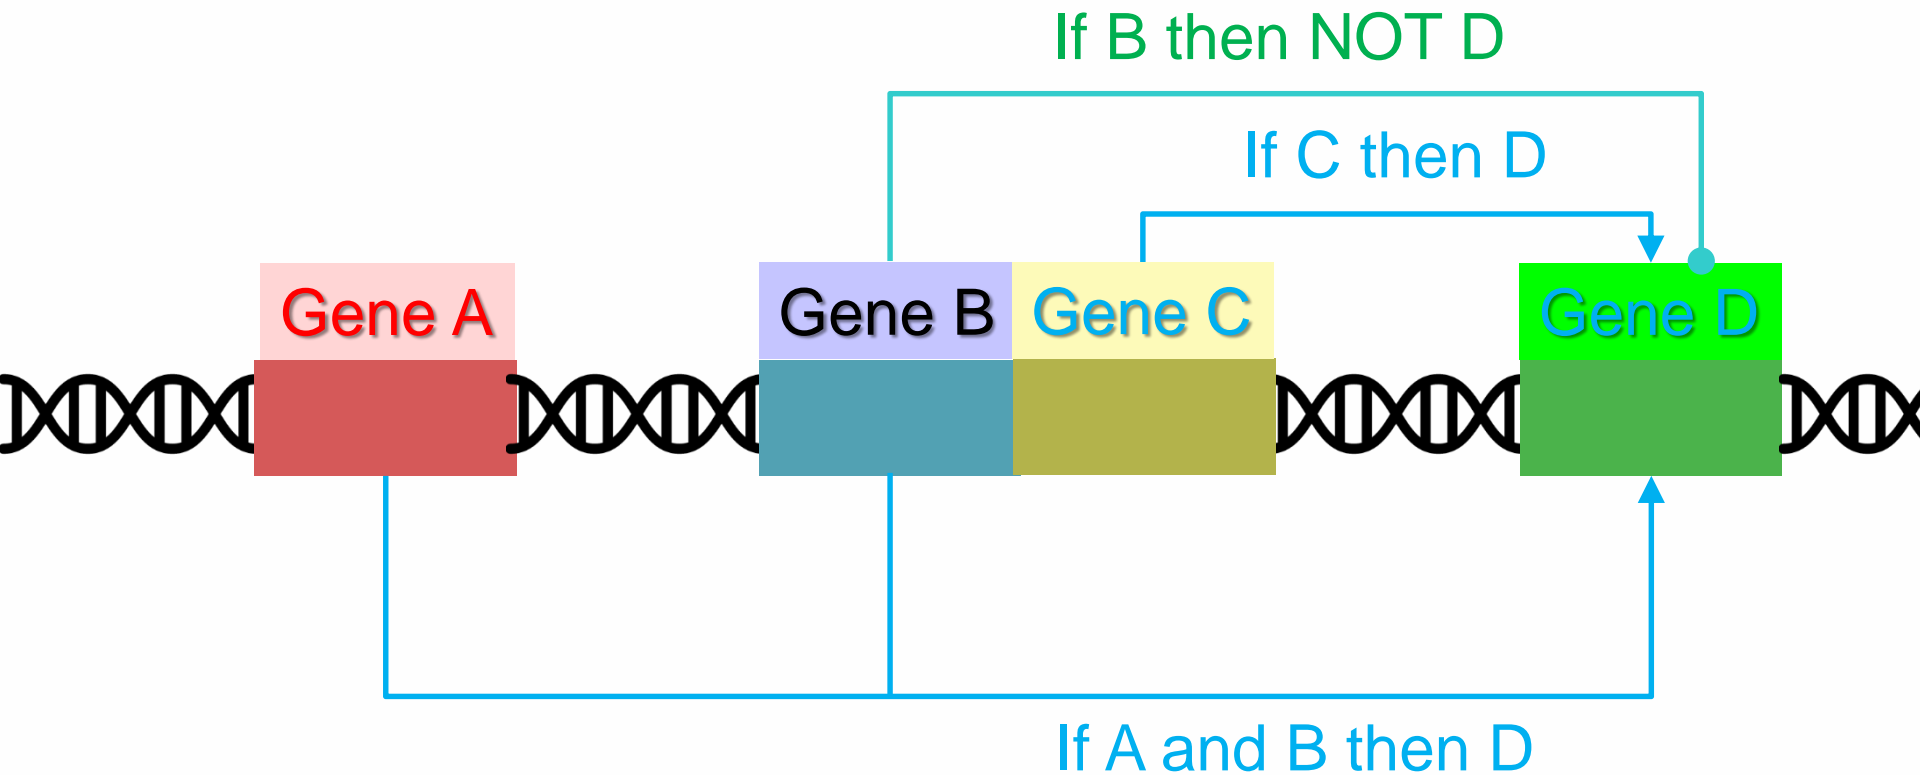 If B then NOT D
If C then D
Gene A
Gene B
Gene C
Gene D
If A and B then D